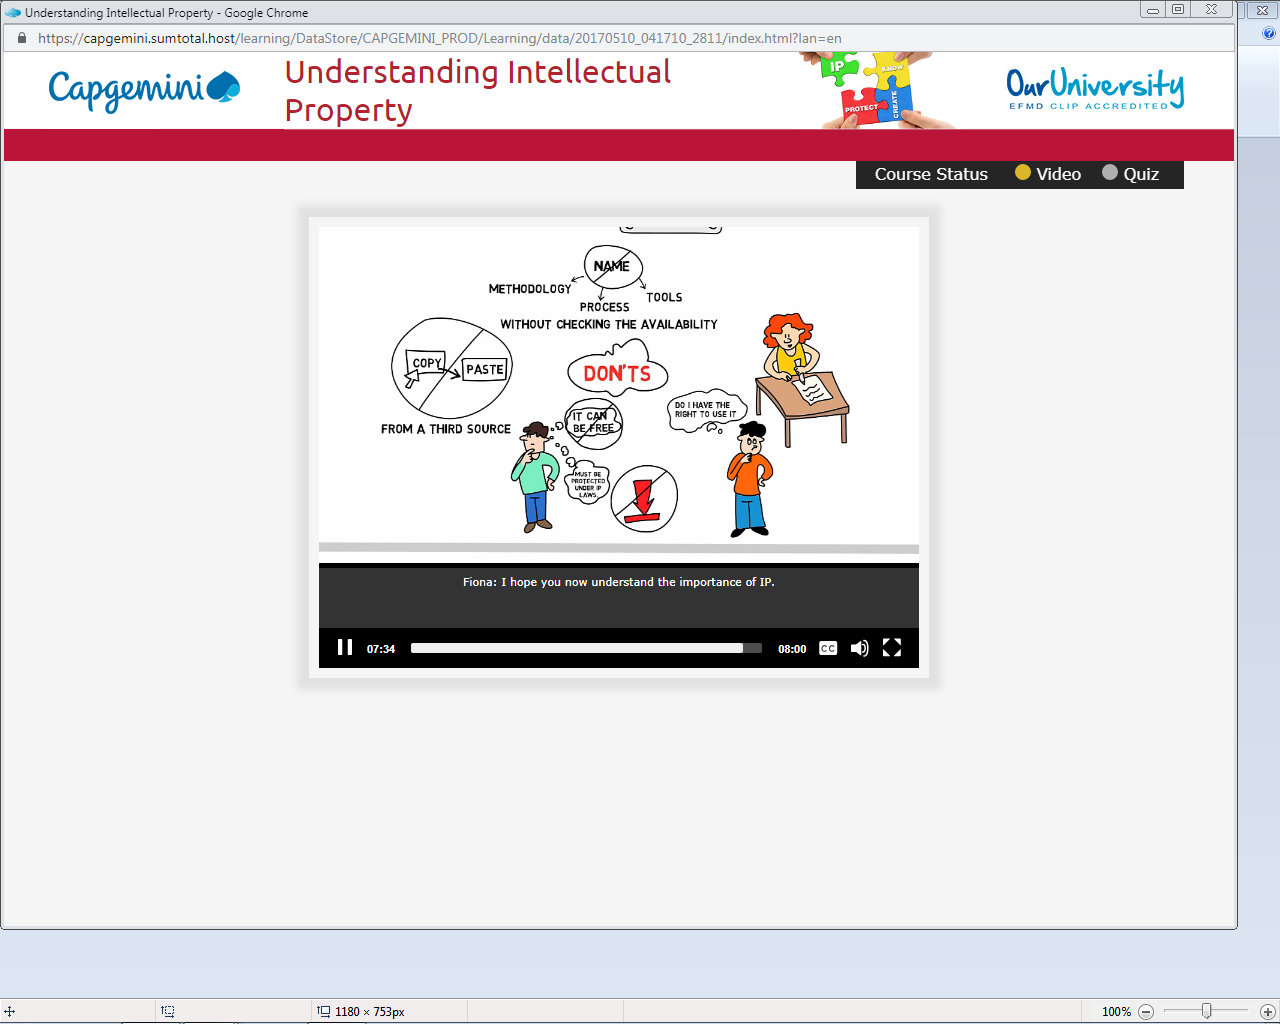 Understanding Intellectual Property - Google Chrome
https://capgemini.sumtotal.host/learning/DataStore/CAPGEMINI_PROD/Learning/data/20170510_041710_2811/index.html?lan=en
Capgemini
Understanding Intellectual
Property
IP
KNOW
PROTECT
CREATE
OurUniversity
EFMD CLIP ACCREDITED
Course Status
Video
Quiz
NAME
METHODOLOGY
PROCESS
TOOLS
WITHOUT CHECKING THE AVAILABILITY
COPY
PASTE
FROM A THIRD SOURCE
DON'TS
IT CAN
BE FREE
DO I HAVE THE
RIGHT TO USE IT
MUST BE
PROTECTED
UNDER IP
LAWS.
Fiona: I hope you now understand the importance of IP.
07:34
08:00
CC
1180 × 753px
100%